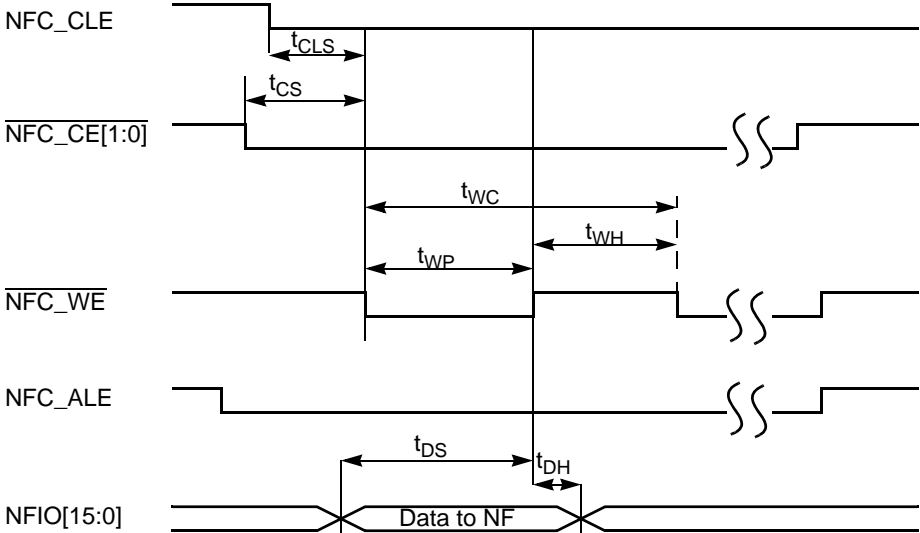 NFC_CLE
tCLS
tCS
NFC_CE[1:0]
tWC
tWH
tWP
NFC_WE
NFC_ALE
tDS
tDH
NFIO[15:0]
Data to NF